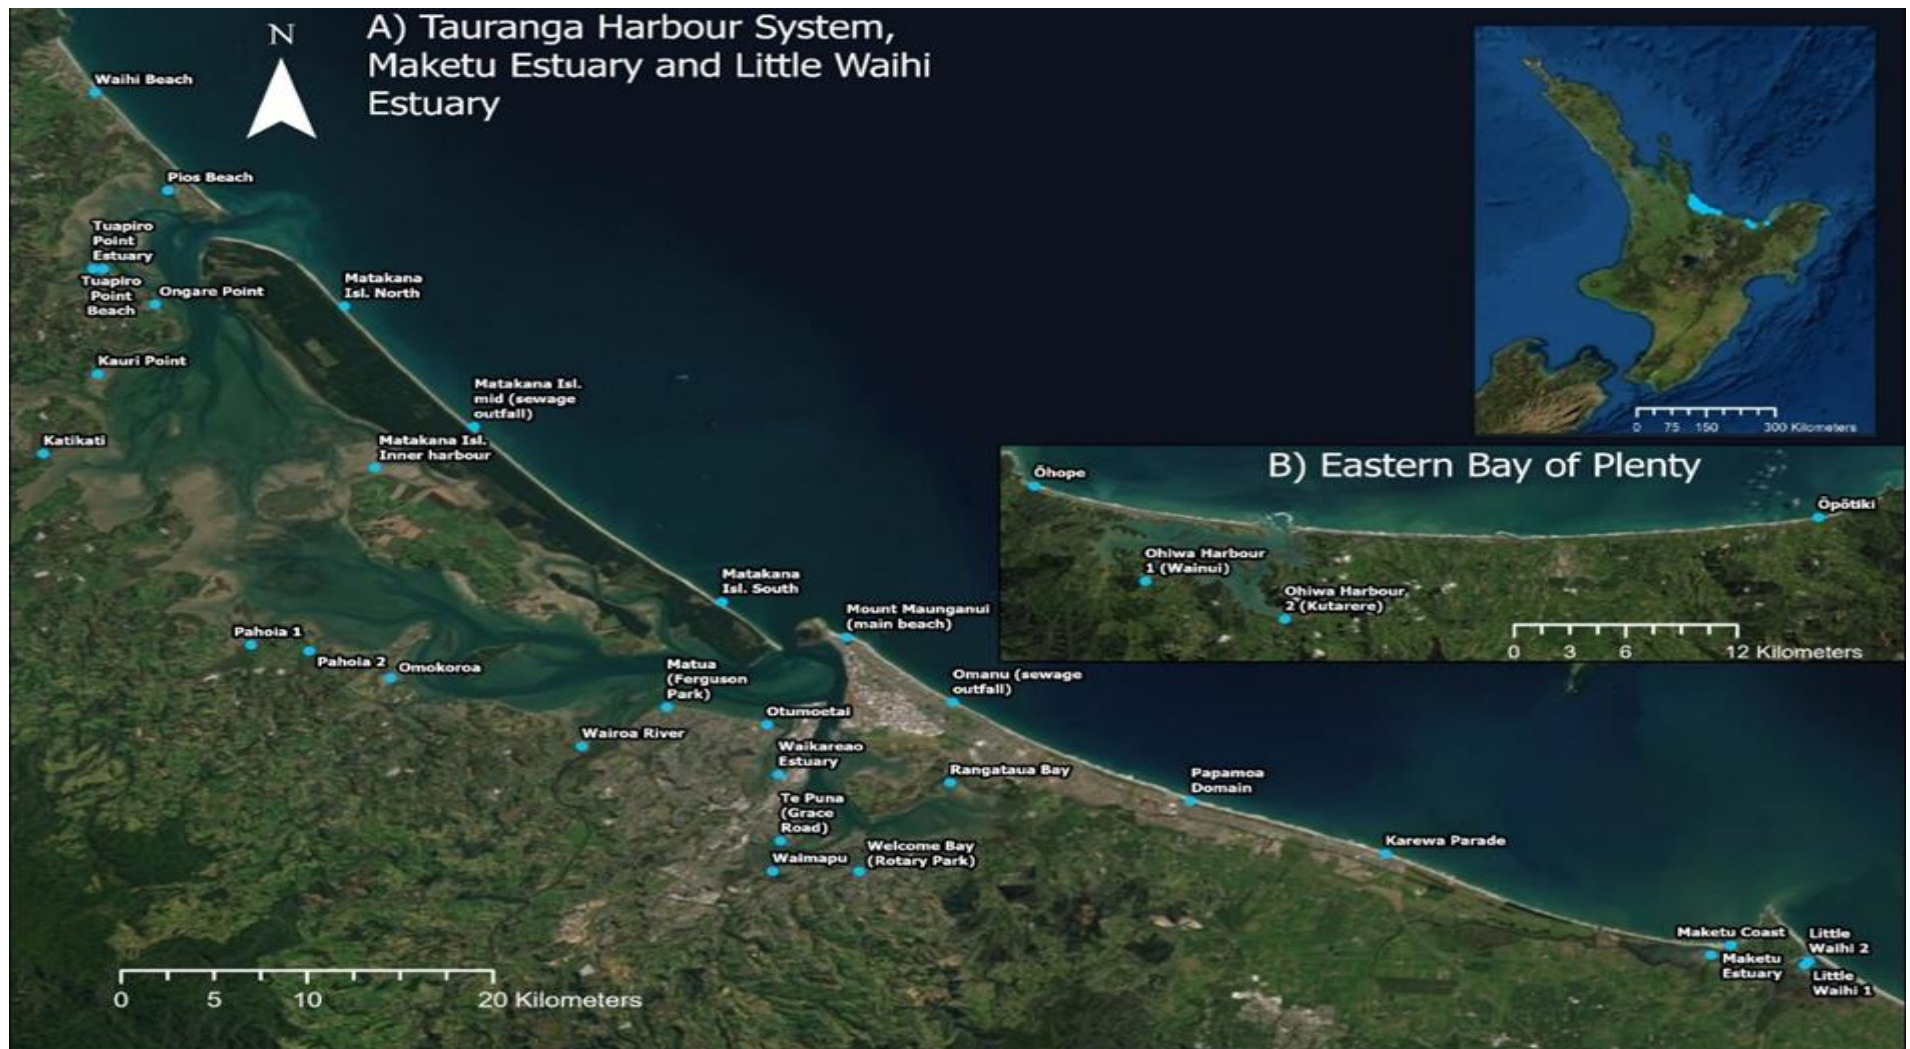 N
A) Tauranga Harbour System,
Maketu Estuary and Little Waihi
Estuary
Waihi Beach
Pios Beach
Tuapiro
Point
Estuary
Tuapiro
Point
Beach
Ongare Point
Matakana
Isl. North
Kauri Point
Matakana Isl.
mid (sewage
outfall)
Katikati
Matakana Isl.
Inner harbour
Matakana
Isl. South
Mount Maunganui
(main beach)
Pahoia 1
Pahoia 2
Omokoroa
Matua
(Ferguson
Park)
Omanu (sewage
outfall)
Otumoetai
Wairoa River
Waikareao
Estuary
Rangataua Bay
Papamoa
Domain
Te Puna
(Grace
Road)
Waimapu
Welcome Bay
(Rotary Park)
Karewa Parade
Maketu Coast
Maketu
Estuary
Little
Waihi 2
Little
Waihi 1
0 5 10 20 Kilometers
0 75 150 300 Kilometers
B) Eastern Bay of Plenty
Ōhope
Ōpōtiki
Ohiwa Harbour
1 (Wainui)
Ohiwa Harbour
2 (Kutarere)
0 3 6 12 Kilometers